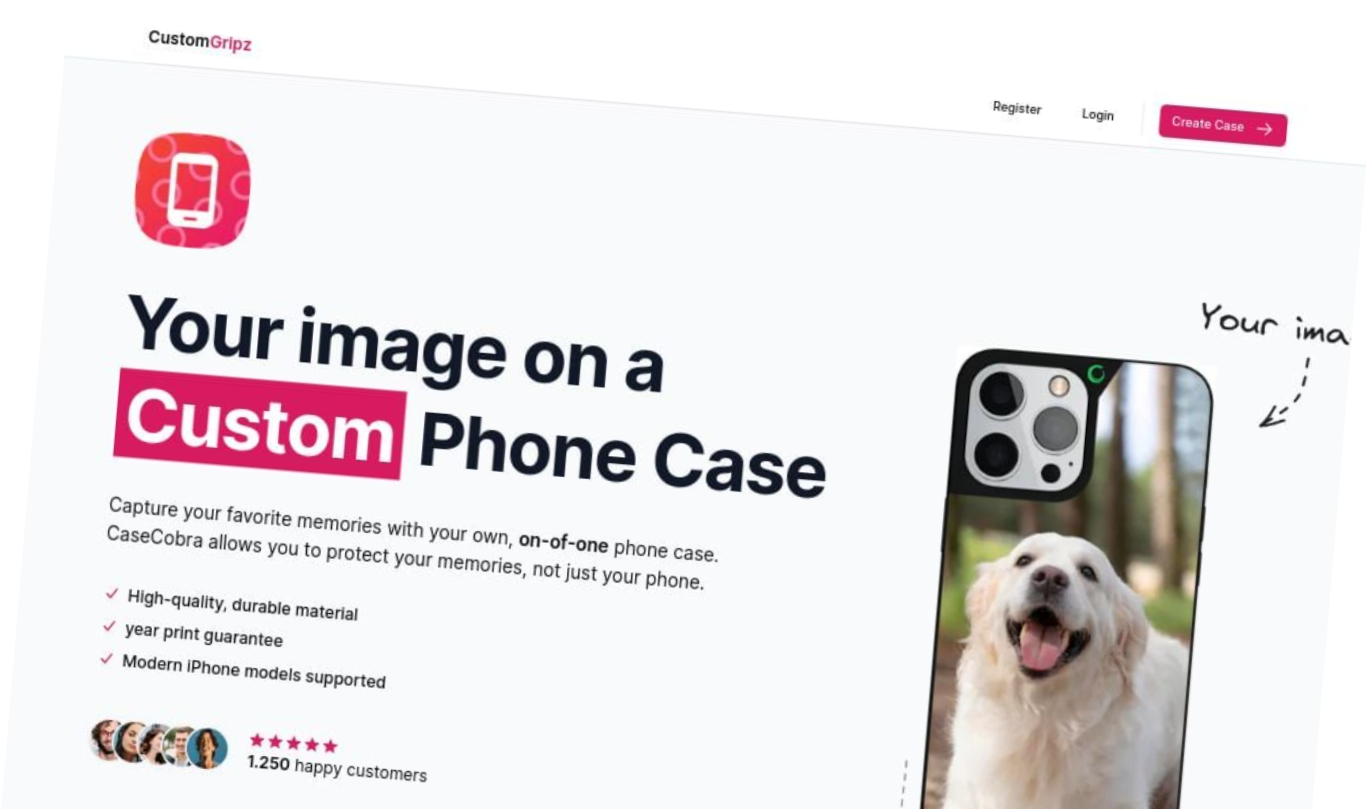 CustomGripz
Register
Login
Create Case
Your image on a
Custom Phone Case
Capture your favorite memories with your own, on-of-one phone case.
CaseCobra allows you to protect your memories, not just your phone.
High-quality, durable material
year print guarantee
Modern iPhone models supported
1.250 happy customers
Your ima